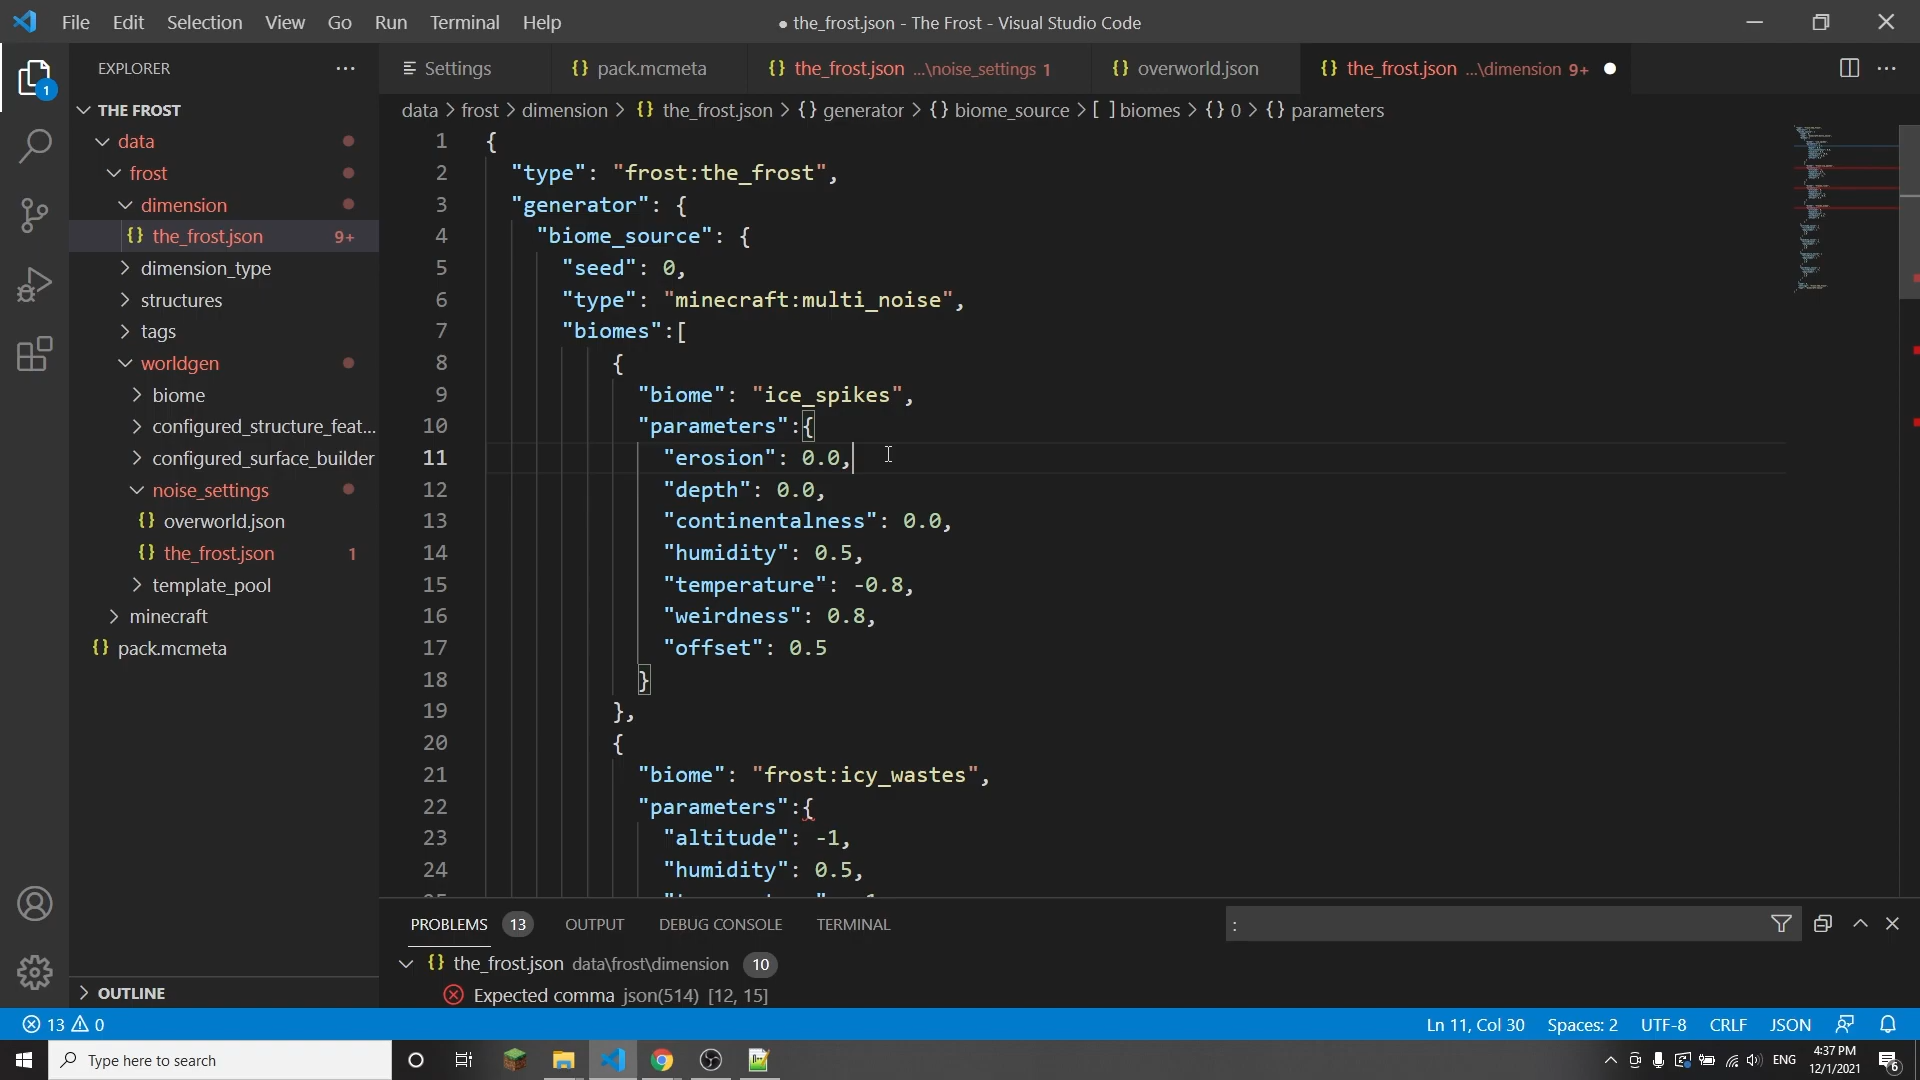 File Edit Selection View Go Run Terminal Help
● the_frost.json - The Frost - Visual Studio Code
EXPLORER
Settings
{} pack.mcmeta
{} the_frost.json ...\noise_settings 1
{} overworld.json
{} the_frost.json ...\dimension 9+
data > frost > dimension > {} the_frost.json > {} generator > {} biome_source > [ ] biomes > {} 0 > {} parameters
1
THE FROST
data
frost
dimension
{} the_frost.json 9+
dimension_type
structures
tags
worldgen
biome
configured_structure_feat...
configured_surface_builder
noise_settings
{} overworld.json
{} the_frost.json 1
template_pool
minecraft
{} pack.mcmeta
OUTLINE
1 {
2 "type": "frost:the_frost",
3 "generator": {
4 "biome_source": {
5 "seed": 0,
6 "type": "minecraft:multi_noise",
7 "biomes":[
8 {
9 "biome": "ice_spikes",
10 "parameters":{
11 "erosion": 0.0,
12 "depth": 0.0,
13 "continentalness": 0.0,
14 "humidity": 0.5,
15 "temperature": -0.8,
16 "weirdness": 0.8,
17 "offset": 0.5
18 }
19 },
20 {
21 "biome": "frost:icy_wastes",
22 "parameters":{
23 "altitude": -1,
24 "humidity": 0.5,
PROBLEMS 13 OUTPUT DEBUG CONSOLE TERMINAL
:
{} the_frost.json data\frost\dimension 10
Expected comma json(514) [12, 15]
13 0
Ln 11, Col 30 Spaces: 2 UTF-8 CRLF JSON
Type here to search
ENG
4:37 PM
12/1/2021
6